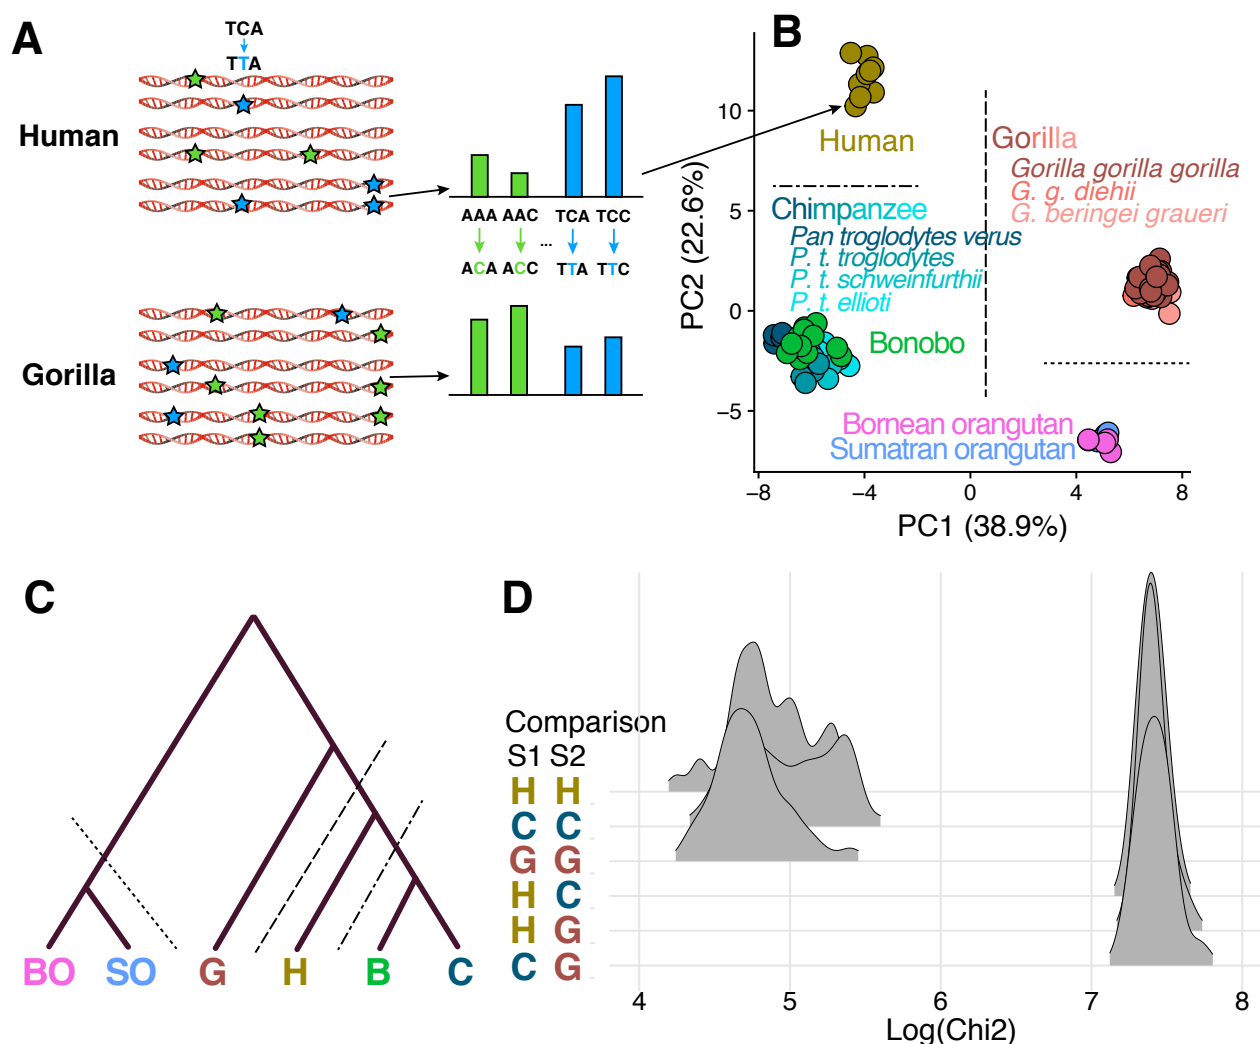 A
TCA
TTA
Human
AAA AAC TCA TCC
...
ACA ACC TTA TTC
Gorilla
B
PC2 (22.6%)
10
5
0
−5
Human
Gorilla
Gorilla gorilla gorilla
G. g. diehii
G. beringei graueri
Chimpanzee
Pan troglodytes verus
P. t. troglodytes
P. t. schweinfurthii
P. t. ellioti
Bonobo
Bornean orangutan
Sumatran orangutan
−8 −4 0 4 8
PC1 (38.9%)
C
BO SO G H B C
D
Comparison
S1 S2
H H
C C
G G
H C
H G
C G
4 5 6 7 8
Log(Chi2)